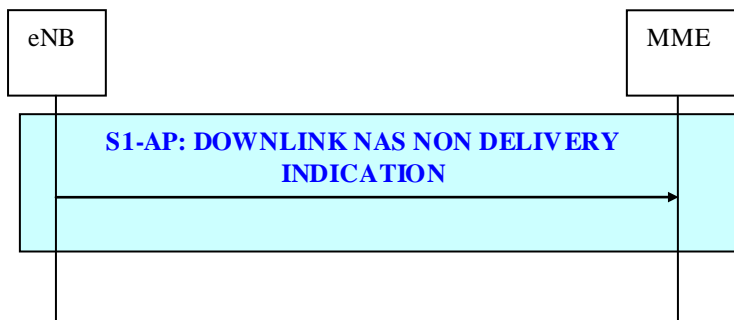 eNB
MME
S1-AP: DOWNLINK NAS NON DELIVERY
INDICATION